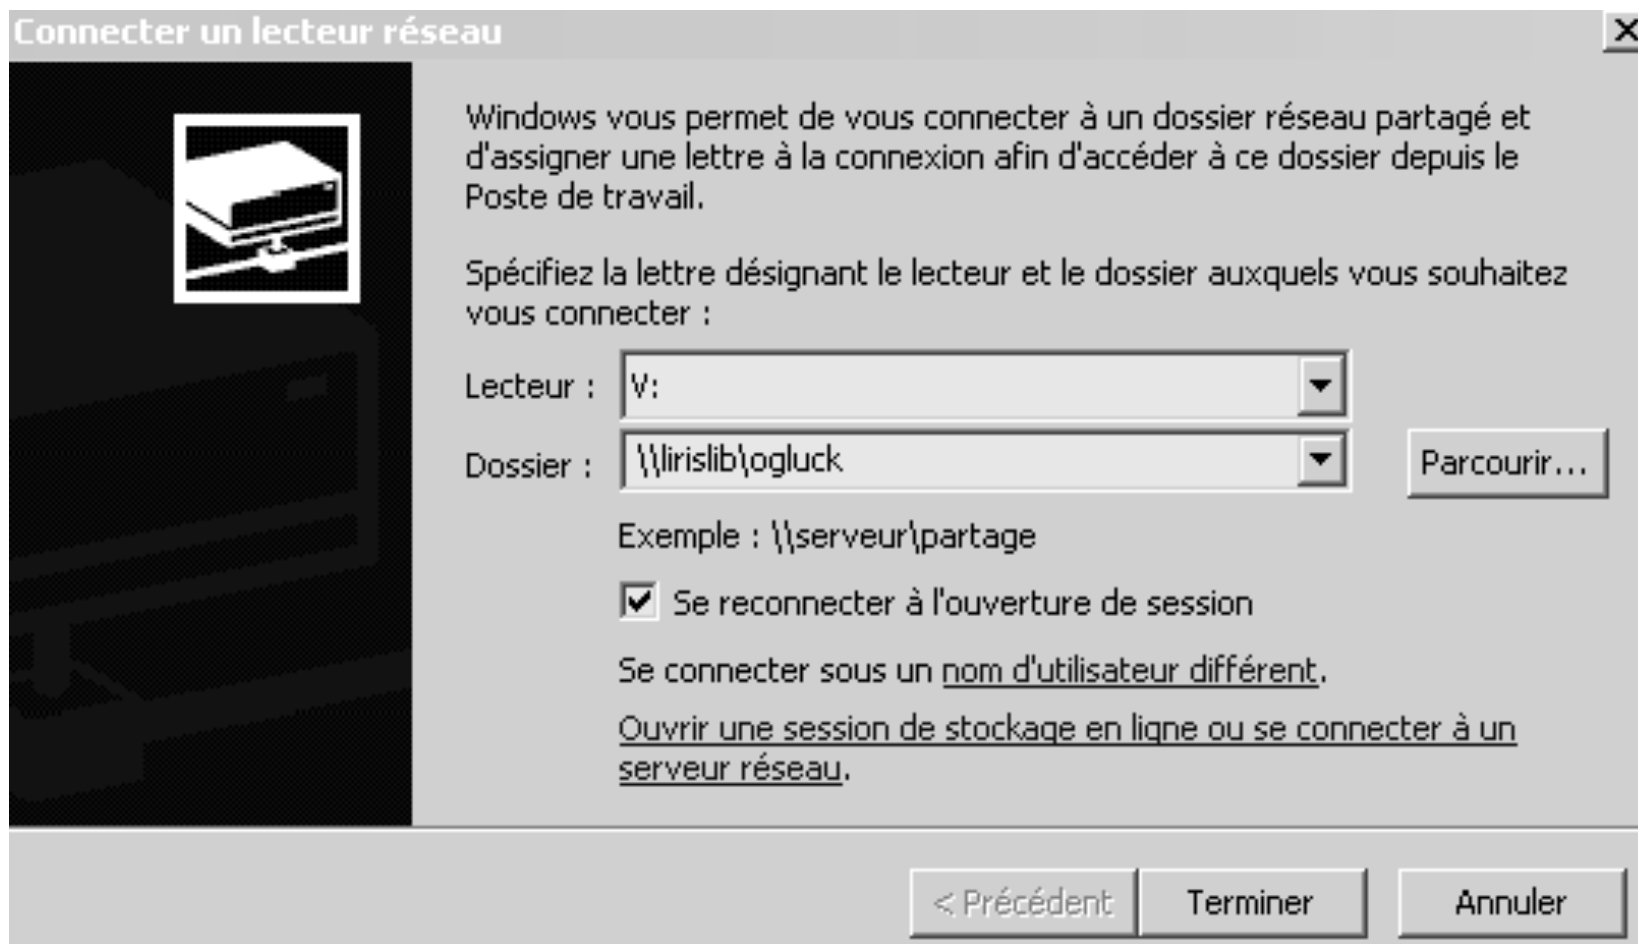 Connecter un lecteur réseau
Windows vous permet de vous connecter à un dossier réseau partagé et
d'assigner une lettre à la connexion afin d'accéder à ce dossier depuis le
Poste de travail.
Spécifiez la lettre désignant le lecteur et le dossier auxquels vous souhaitez
vous connecter :
Lecteur : V:
Dossier : \\lirislib\ogluck Parcourir...
Exemple : \\serveur\partage
Se reconnecter à l'ouverture de session
Se connecter sous un nom d'utilisateur différent.
Ouvrir une session de stockage en ligne ou se connecter à un
serveur réseau.
< Précédent Terminer Annuler